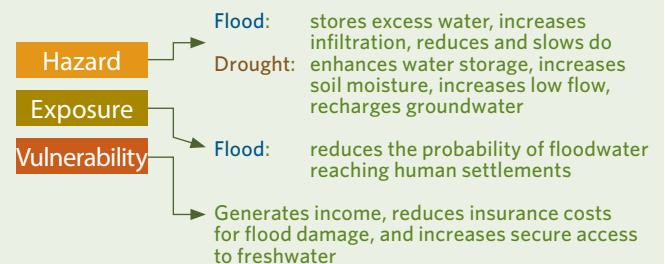 Hazard
Exposure
Vulnerability
Flood: stores excess water, increases
infiltration, reduces and slows do
Drought: enhances water storage, increases
soil moisture, increases low flow,
recharges groundwater
Flood: reduces the probability of floodwater
reaching human settlements
Generates income, reduces insurance costs
for flood damage, and increases secure access
to freshwater